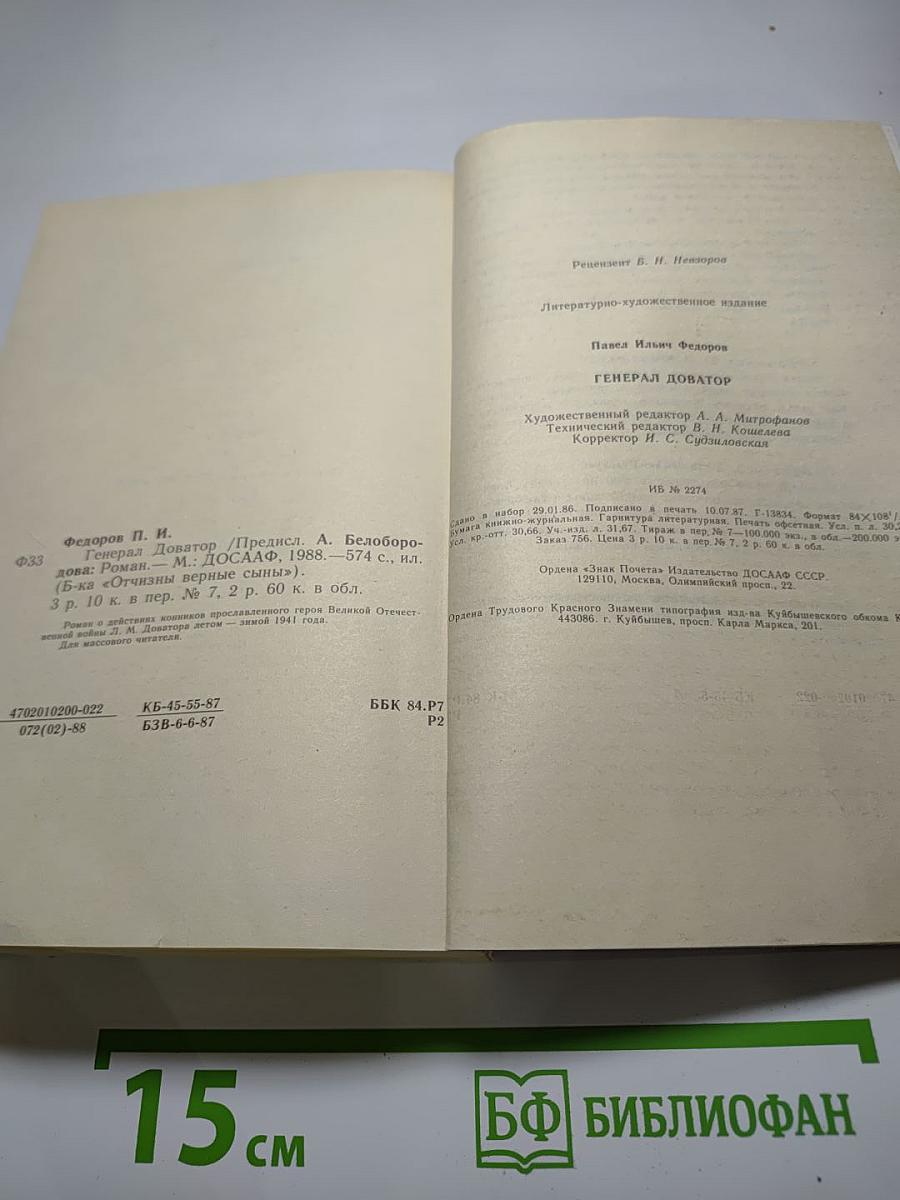 Федоров П. И.
Ф33
Генерал Доватор /Предисл. А. Белоборо-
дова: Роман.— М.: ДОСААФ, 1988.—574 с., ил.
(Б-ка «Отчизны верные сыны»).
3 р. 10 к. в пер. № 7, 2 р. 60 к. в обл.
Роман о действиях конников прославленного героя Великой Отечест-
венной войны Л. М. Доватора летом — зимой 1941 года.
Для массового читателя.
4702010200-022
072(02)-88
КБ-45-55-87
БЗВ-6-6-87
ББК 84.Р7
Р2
Рецензент Б. И. Невзоров
Литературно-художественное издание
Павел Ильич Федоров
ГЕНЕРАЛ ДОВАТОР
Художественный редактор А. А. Митрофанов
Технический редактор В. Н. Кошелева
Корректор И. С. Судзиловская
ИБ № 2274
Сдано в набор 29.01.86. Подписано в печать 10.07.87. Г-13834. Формат 84×108¹/
Бумага книжно-журнальная. Гарнитура литературная. Печать офсетная. Усл. п. л. 30,2
Усл. кр.-отт. 30,66. Уч.-изд. л. 31,67. Тираж в пер. № 7—100.000 экз., в обл.—200.000 э
Заказ 756. Цена 3 р. 10 к. в пер. № 7, 2 р. 60 к. в обл.
Ордена «Знак Почета» Издательство ДОСААФ СССР.
129110, Москва, Олимпийский просп., 22.
Ордена Трудового Красного Знамени типография изд-ва Куйбышевского обкома К
443086. г. Куйбышев, просп. Карла Маркса, 201.
15 см
БФ БИБЛИОФАН